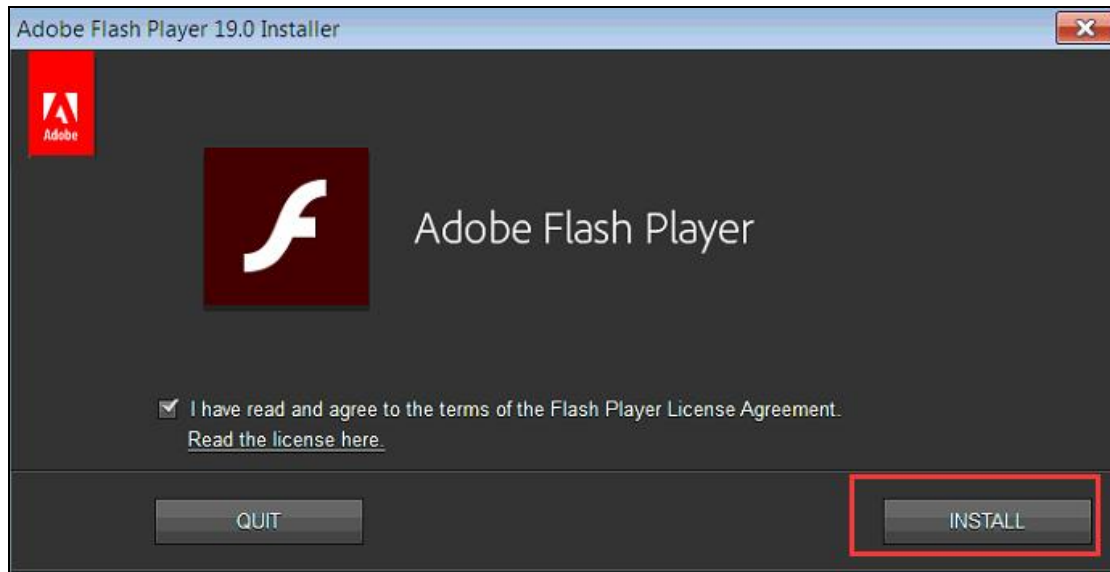 Adobe Flash Player 19.0 Installer
Adobe
Adobe Flash Player
I have read and agree to the terms of the Flash Player License Agreement.
Read the license here.
QUIT
INSTALL